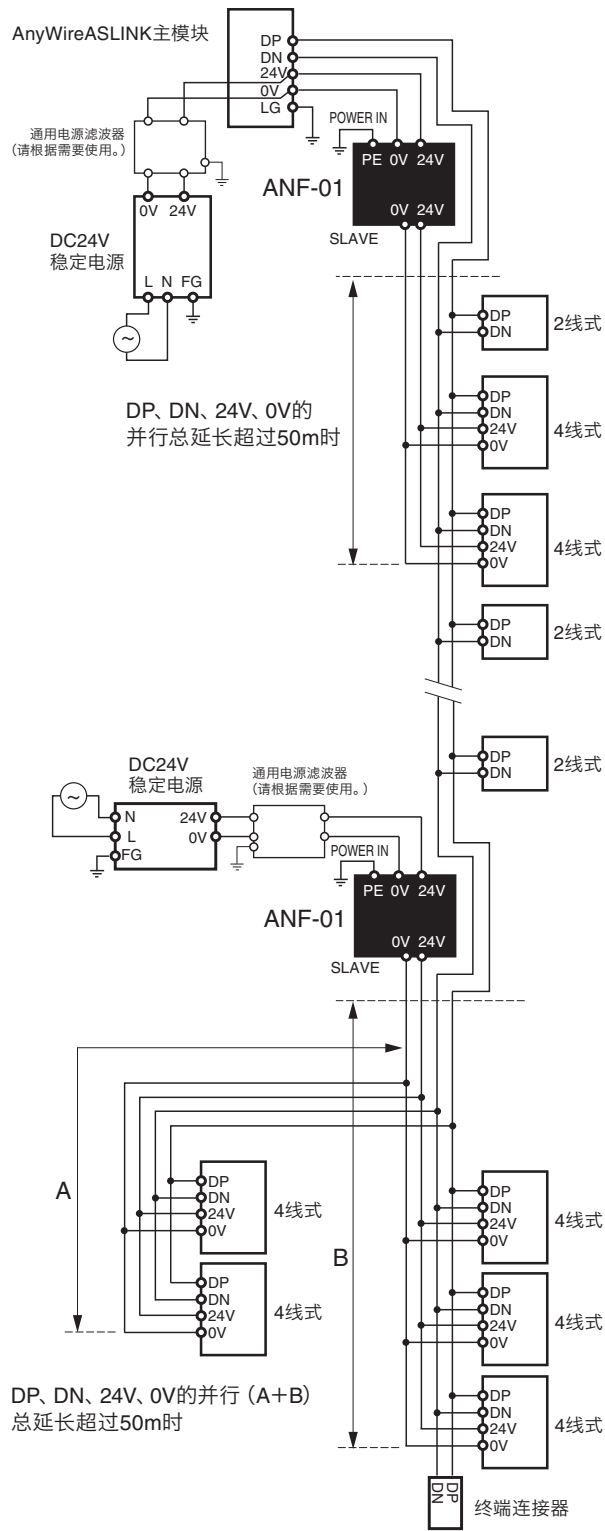 AnyWireASLINK主模块
DP
DN
24V
0V
LG
通用电源滤波器
（请根据需要使用。）
POWER IN
PE 0V 24V
ANF-01
0V 24V
SLAVE
0V 24V
DC24V
稳定电源
L N FG
DP
DN
2线式
DP、DN、24V、0V的
并行总延长超过50m时
DP
DN
24V
0V
4线式
DP
DN
24V
0V
4线式
DP
DN
2线式
DP
DN
2线式
DC24V
稳定电源
通用电源滤波器
（请根据需要使用。）
N
L
FG
24V
0V
POWER IN
PE 0V 24V
ANF-01
0V 24V
SLAVE
A
B
DP
DN
24V
0V
4线式
DP
DN
24V
0V
4线式
DP
DN
24V
0V
4线式
DP
DN
24V
0V
4线式
DP
DN
24V
0V
4线式
DP、DN、24V、0V的并行（A+B）
总延长超过50m时
DP
DN
终端连接器